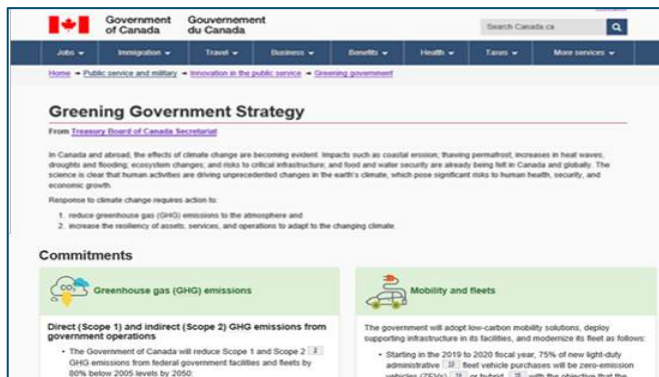 Government of Canada
Gouvernement du Canada
Search Canada.ca
Jobs Immigration Travel Business Benefits Health Taxes More services
Home → Public service and military → Innovation in the public service → Greening government
Greening Government Strategy
From Treasury Board of Canada Secretariat
In Canada and abroad, the effects of climate change are becoming evident. Impacts such as coastal erosion; thawing permafrost; increases in heat waves;
droughts and flooding; ecosystem changes; and risks to critical infrastructure; and food and water security are already being felt in Canada and globally. The
science is clear that human activities are driving unprecedented changes in the earth's climate, which pose significant risks to human health, security, and
economic growth.
Response to climate change requires action to:
1. reduce greenhouse gas (GHG) emissions to the atmosphere and
2. increase the resiliency of assets, services, and operations to adapt to the changing climate.
Commitments
CO2
Greenhouse gas (GHG) emissions
Direct (Scope 1) and indirect (Scope 2) GHG emissions from
government operations
• The Government of Canada will reduce Scope 1 and Scope 2
GHG emissions from federal government facilities and fleets by
80% below 2005 levels by 2050:
Mobility and fleets
The government will adopt low-carbon mobility solutions, deploy
supporting infrastructure in its facilities, and modernize its fleet as follows:
• Starting in the 2019 to 2020 fiscal year, 75% of new light-duty
administrative fleet vehicle purchases will be zero-emission
vehicles (ZEVs) or hybrid, with the objective that the